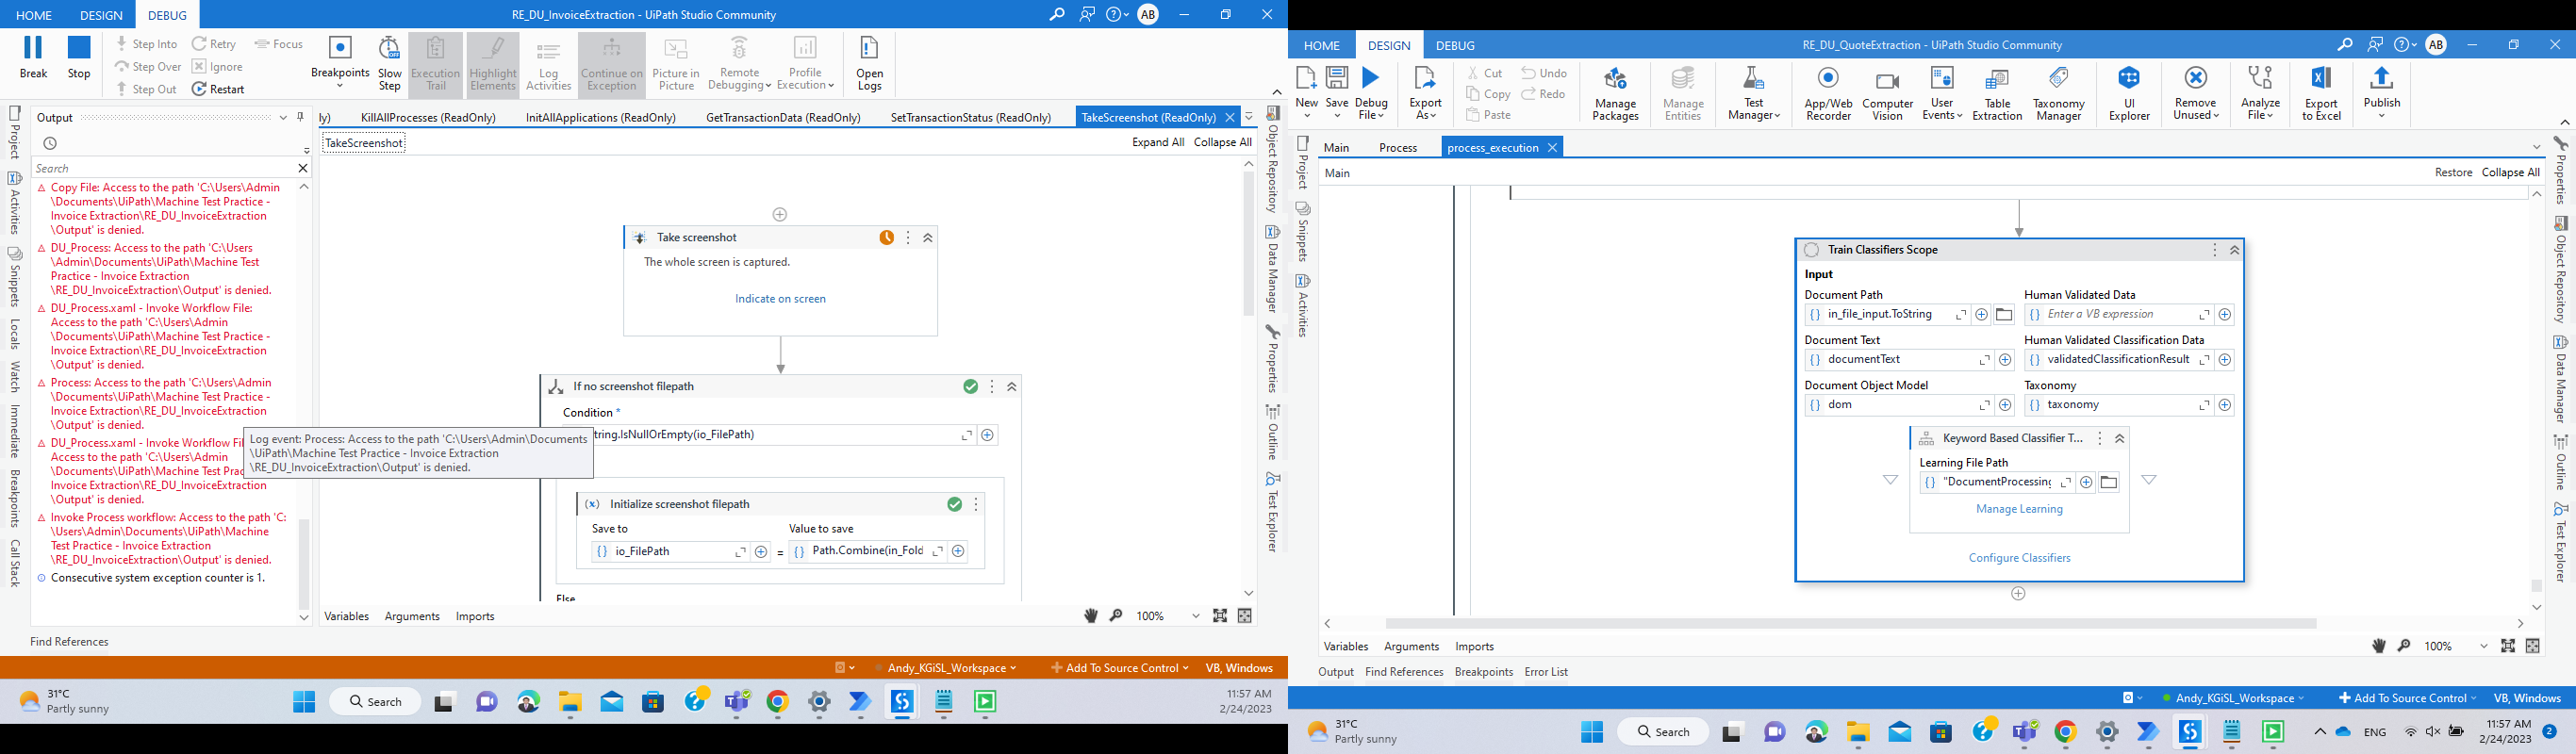 HOME DESIGN DEBUG RE_DU_InvoiceExtraction - UiPath Studio Community AB
Break Stop Step Into Retry Focus
Step Over Ignore
Step Out Restart
Breakpoints Slow Step Execution Trail Highlight Elements Log Activities Continue on Exception Picture in Picture Remote Debugging Profile Execution Open Logs
Output
Search
Copy File: Access to the path 'C:\Users\Admin
\Documents\UiPath\Machine Test Practice -
Invoice Extraction\RE_DU_InvoiceExtraction
\Output' is denied.
DU_Process: Access to the path 'C:\Users
\Admin\Documents\UiPath\Machine Test
Practice - Invoice Extraction
\RE_DU_InvoiceExtraction\Output' is denied.
DU_Process.xaml - Invoke Workflow File:
Access to the path 'C:\Users\Admin
\Documents\UiPath\Machine Test Practice -
Invoice Extraction\RE_DU_InvoiceExtraction
\Output' is denied.
Process: Access to the path 'C:\Users\Admin
\Documents\UiPath\Machine Test Practice -
Invoice Extraction\RE_DU_InvoiceExtraction
\Output' is denied.
DU_Process.xaml - Invoke Workflow Fil
Access to the path 'C:\Users\Admin
\Documents\UiPath\Machine Test Prac
Invoice Extraction\RE_DU_InvoiceExtra
\Output' is denied.
Invoke Process workflow: Access to the path 'C:
\Users\Admin\Documents\UiPath\Machine
Test Practice - Invoice Extraction
\RE_DU_InvoiceExtraction\Output' is denied.
Consecutive system exception counter is 1.
Log event: Process: Access to the path 'C:\Users\Admin\Documents
\UiPath\Machine Test Practice - Invoice Extraction
\RE_DU_InvoiceExtraction\Output' is denied.
Find References
Project
Activities
Snippets
Locals
Watch
Immediate
Breakpoints
Call Stack
ly) KillAllProcesses (ReadOnly) InitAllApplications (ReadOnly) GetTransactionData (ReadOnly) SetTransactionStatus (ReadOnly) TakeScreenshot (ReadOnly)
TakeScreenshot Expand All Collapse All
Take screenshot
The whole screen is captured.
Indicate on screen
If no screenshot filepath
Condition *
tring.IsNullOrEmpty(io_FilePath)
Initialize screenshot filepath
Save to Value to save
io_FilePath = Path.Combine(in_Fold
Else
Variables Arguments Imports 100%
Object Repository
Data Manager
Properties
Outline
Test Explorer
Andy_KGiSL_Workspace Add To Source Control VB, Windows
31°C
Partly sunny
Search
11:57 AM
2/24/2023
HOME DESIGN DEBUG RE_DU_QuoteExtraction - UiPath Studio Community AB
New Save Debug File Export As
Cut Undo
Copy Redo
Paste
Manage Packages Manage Entities Test Manager App/Web Recorder Computer Vision User Events Table Extraction Taxonomy Manager UI Explorer Remove Unused Analyze File Export to Excel Publish
Project
Snippets
Activities
Main Process process_execution
Main Restore Collapse All
Train Classifiers Scope
Input
Document Path Human Validated Data
in_file_input.ToString Enter a VB expression
Document Text Human Validated Classification Data
documentText validatedClassificationResult
Document Object Model Taxonomy
dom taxonomy
Keyword Based Classifier T...
Learning File Path
"DocumentProcessing
Manage Learning
Configure Classifiers
Variables Arguments Imports 100%
Output Find References Breakpoints Error List
Properties
Object Repository
Data Manager
Outline
Test Explorer
Andy_KGiSL_Workspace Add To Source Control VB, Windows
31°C
Partly sunny
Search
ENG
11:57 AM
2/24/2023
2